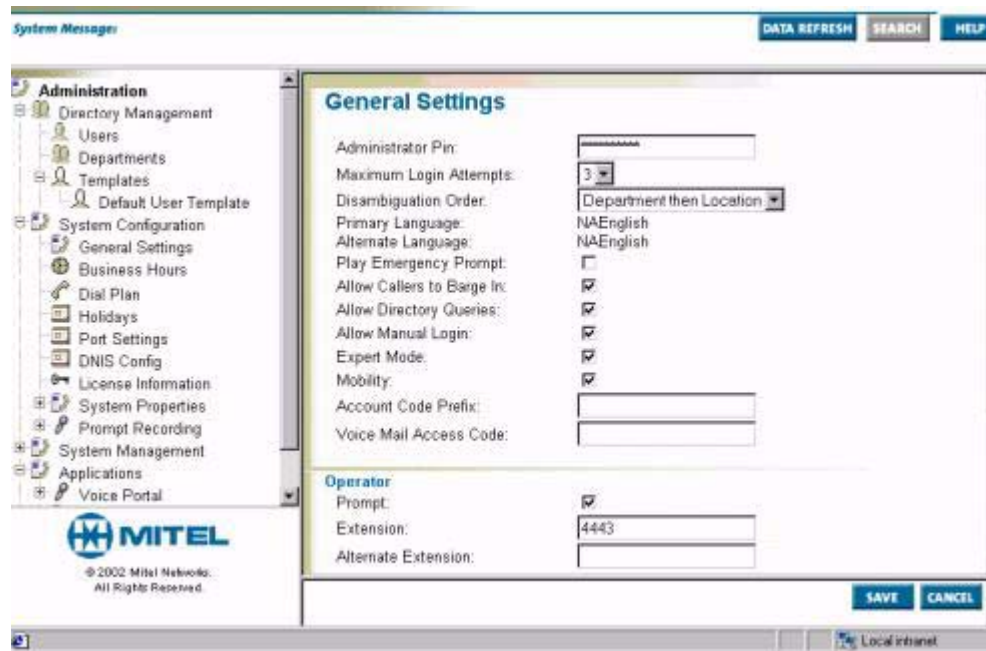 System Messages
DATA REFRESH SEARCH HELP
Administration
Directory Management
Users
Departments
Templates
Default User Template
System Configuration
General Settings
Business Hours
Dial Plan
Holidays
Port Settings
DNIS Config
License Information
System Properties
Prompt Recording
System Management
Applications
Voice Portal
MITEL
© 2002 Mitel Networks.
All Rights Reserved.
General Settings
Administrator Pin: **********
Maximum Login Attempts: 3
Disambiguation Order: Department then Location
Primary Language: NAEnglish
Alternate Language: NAEnglish
Play Emergency Prompt:
Allow Callers to Barge In:
Allow Directory Queries:
Allow Manual Login:
Expert Mode:
Mobility:
Account Code Prefix:
Voice Mail Access Code:
Operator
Prompt:
Extension: 4443
Alternate Extension:
SAVE CANCEL
Local intranet